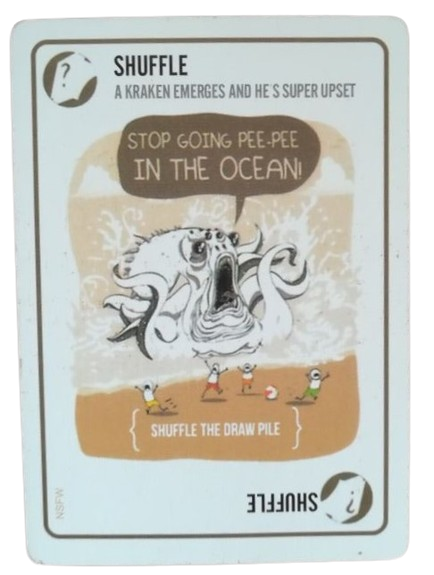 ?
SHUFFLE
A KRAKEN EMERGES AND HE S SUPER UPSET
STOP GOING PEE-PEE
IN THE OCEAN!
{ SHUFFLE THE DRAW PILE }
NSFW
SHUFFLE
?